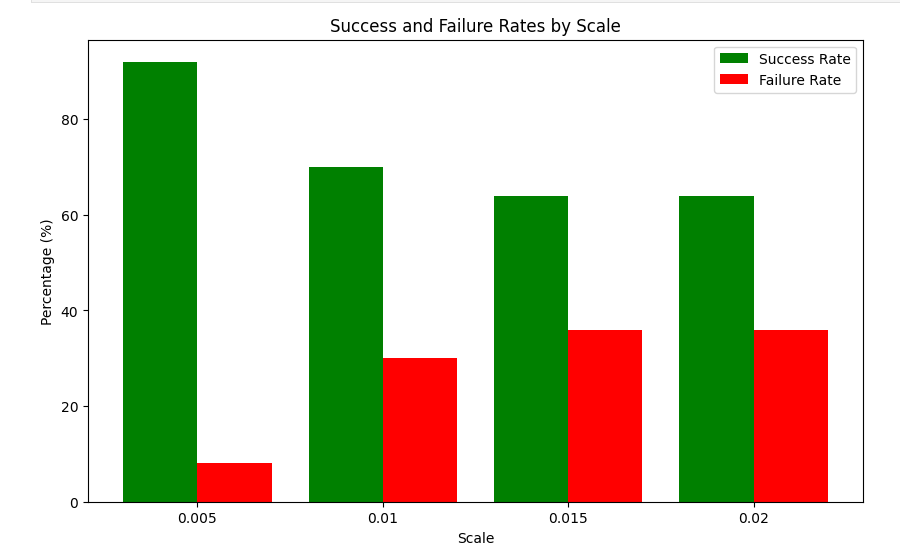 Success and Failure Rates by Scale
Success Rate
Failure Rate
Percentage (%)
80
60
40
20
0
0.005 0.01 0.015 0.02
Scale